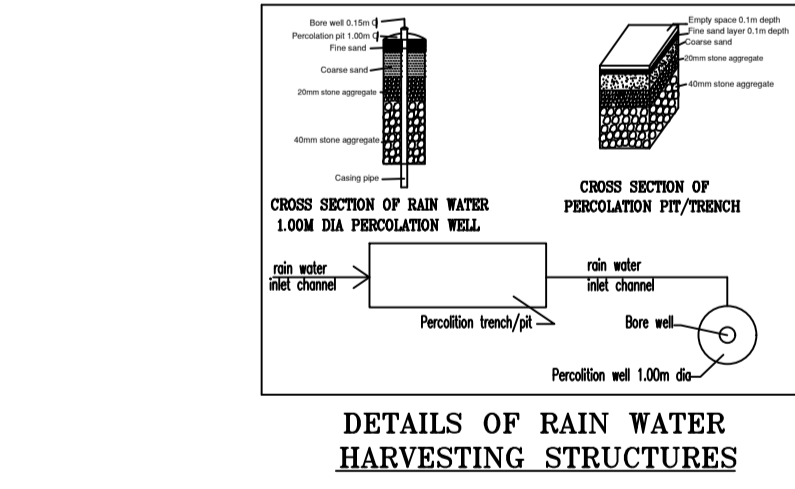 Bore well 0.15m
Percolation pit 1.00m
Fine sand
Coarse sand
20mm stone aggregate
40mm stone aggregate
Casing pipe
CROSS SECTION OF RAIN WATER
1.00M DIA PERCOLATION WELL
Empty space 0.1m depth
Fine sand layer 0.1m depth
Coarse sand
20mm stone aggregate
40mm stone aggregate
CROSS SECTION OF
PERCOLATION PIT/TRENCH
rain water
inlet channel
Percolition trench/pit
rain water
inlet channel
Bore well
Percolition well 1.00m dia
DETAILS OF RAIN WATER
HARVESTING STRUCTURES